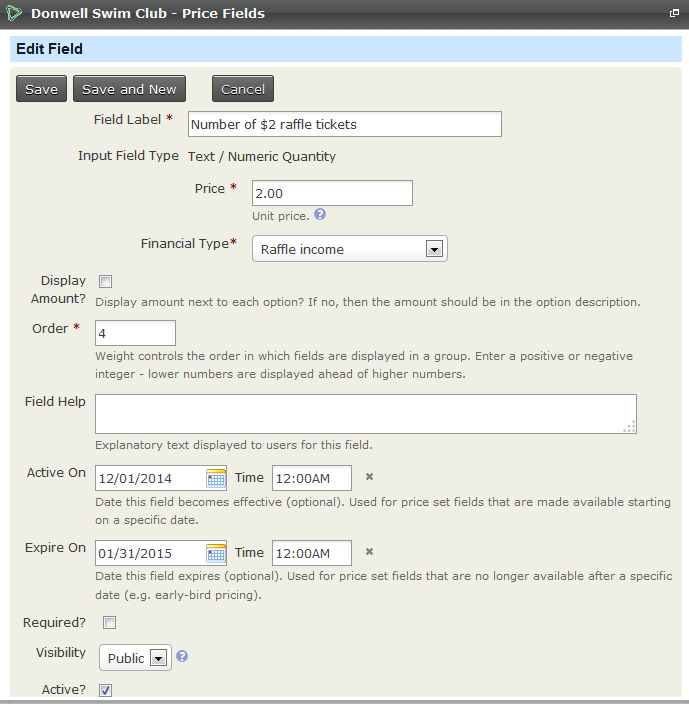 Donwell Swim Club - Price Fields
Edit Field
Save Save and New Cancel
Field Label * Number of $2 raffle tickets
Input Field Type Text / Numeric Quantity
Price * 2.00
Unit price. ?
Financial Type* Raffle income
Display
Amount? Display amount next to each option? If no, then the amount should be in the option description.
Order * 4
Weight controls the order in which fields are displayed in a group. Enter a positive or negative
integer - lower numbers are displayed ahead of higher numbers.
Field Help
Explanatory text displayed to users for this field.
Active On 12/01/2014 Time 12:00AM
Date this field becomes effective (optional). Used for price set fields that are made available starting
on a specific date.
Expire On 01/31/2015 Time 12:00AM
Date this field expires (optional). Used for price set fields that are no longer available after a specific
date (e.g. early-bird pricing).
Required?
Visibility Public ?
Active?